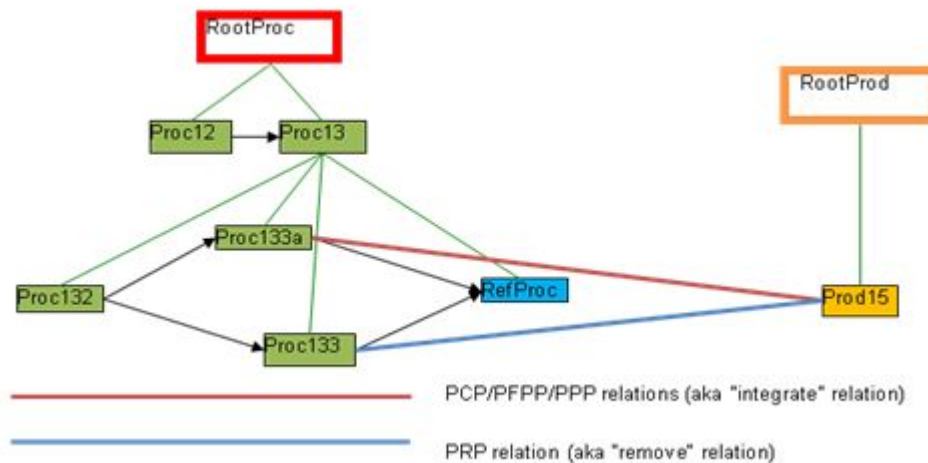 RootProc
RootProd
Proc12
Proc13
Proc133a
Proc132
RefProc
Prod15
Proc133
PCP/PFPP/PPP relations (aka "integrate" relation)
PRP relation (aka "remove" relation)